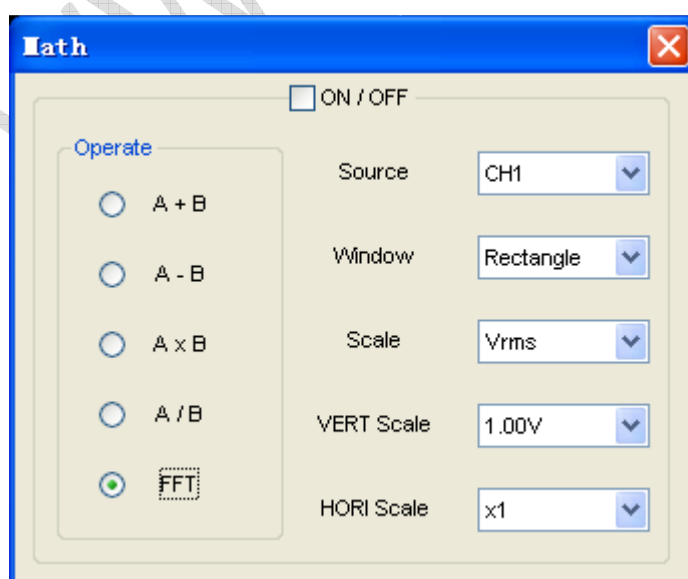 Math
ON / OFF
Operate
A + B
A - B
A x B
A / B
FFT
Source
CH1
Window
Rectangle
Scale
Vrms
VERT Scale
1.00V
HORI Scale
x1